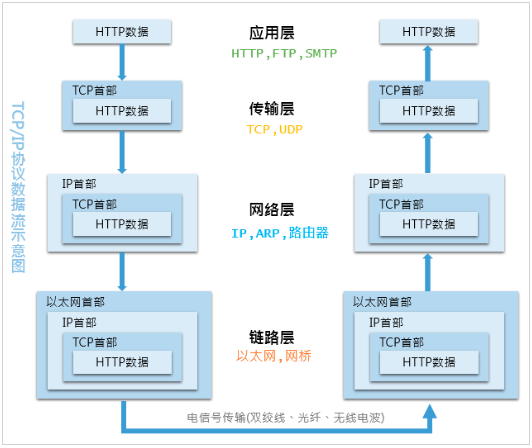 TCP/IP协议数据流示意图
HTTP数据
应用层
HTTP,FTP,SMTP
HTTP数据
TCP首部
HTTP数据
传输层
TCP,UDP
TCP首部
HTTP数据
IP首部
TCP首部
HTTP数据
网络层
IP,ARP,路由器
IP首部
TCP首部
HTTP数据
以太网首部
IP首部
TCP首部
HTTP数据
链路层
以太网,网桥
以太网首部
IP首部
TCP首部
HTTP数据
电信号传输(双绞线、光纤、无线电波)